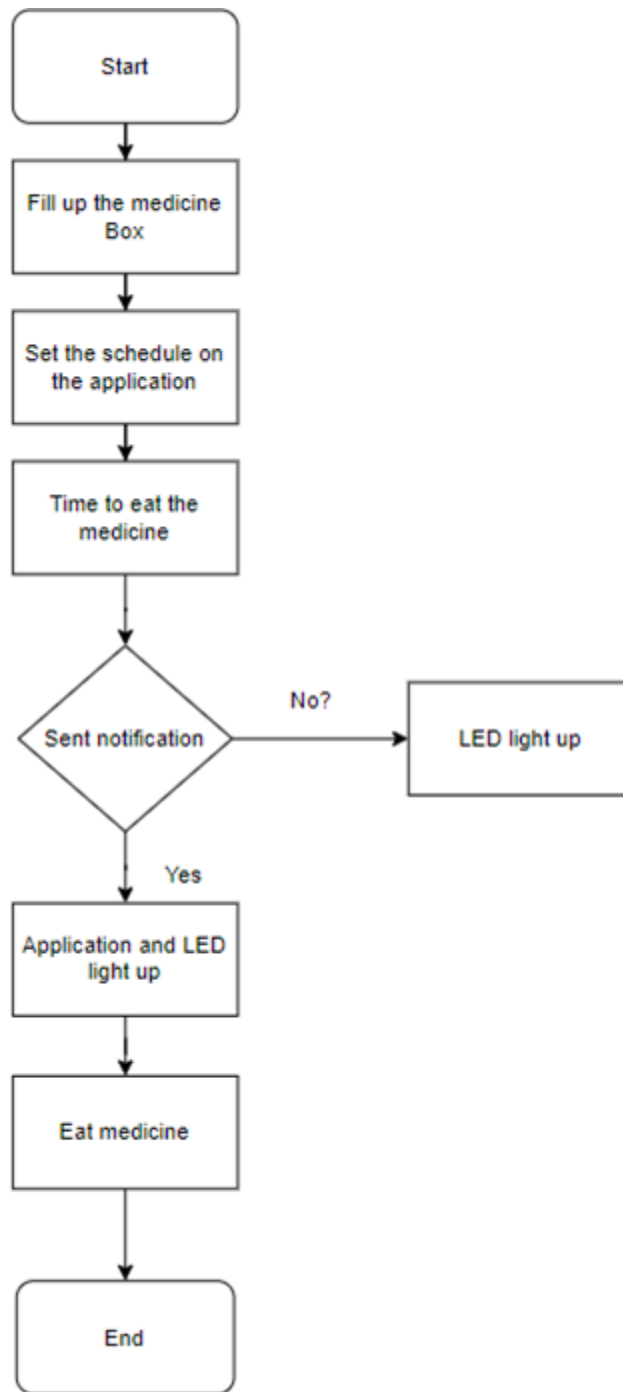 Start
Fill up the medicine
Box
Set the schedule on
the application
Time to eat the
medicine
Sent notification
No?
LED light up
Yes
Application and LED
light up
Eat medicine
End